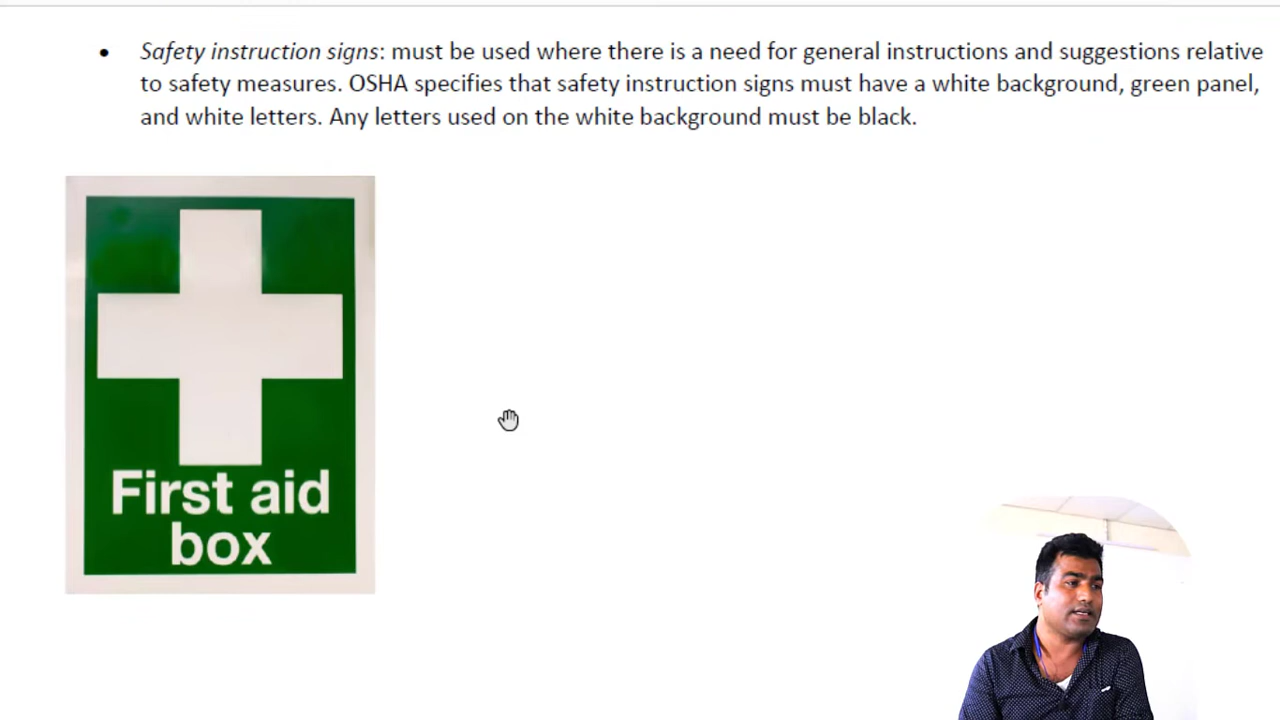 • Safety instruction signs: must be used where there is a need for general instructions and suggestions relative
to safety measures. OSHA specifies that safety instruction signs must have a white background, green panel,
and white letters. Any letters used on the white background must be black.
First aid
box